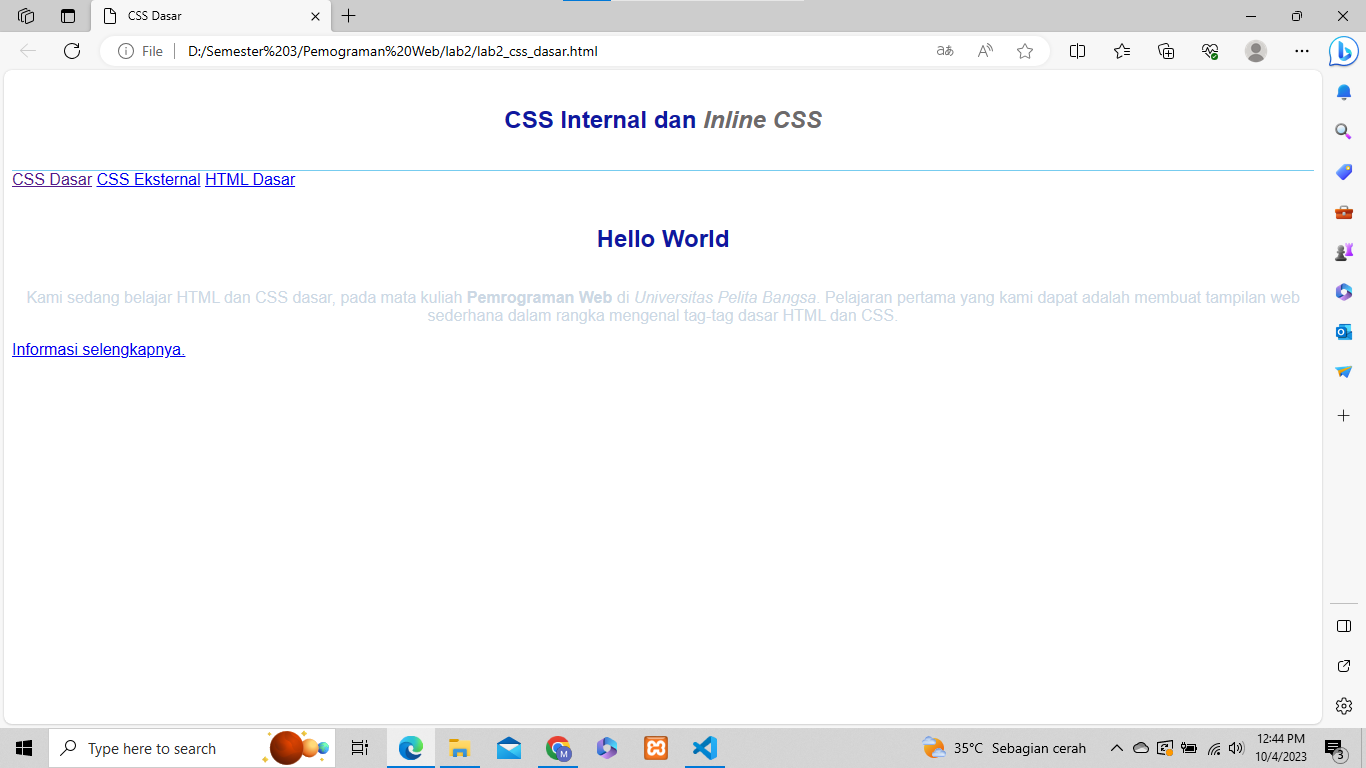 CSS Dasar
File
D:/Semester%203/Pemograman%20Web/lab2/lab2_css_dasar.html
CSS Internal dan Inline CSS
CSS Dasar CSS Eksternal HTML Dasar
Hello World
Kami sedang belajar HTML dan CSS dasar, pada mata kuliah Pemrograman Web di Universitas Pelita Bangsa. Pelajaran pertama yang kami dapat adalah membuat tampilan web
sederhana dalam rangka mengenal tag-tag dasar HTML dan CSS.
Informasi selengkapnya.
Type here to search
35°C Sebagian cerah
12:44 PM
10/4/2023
3